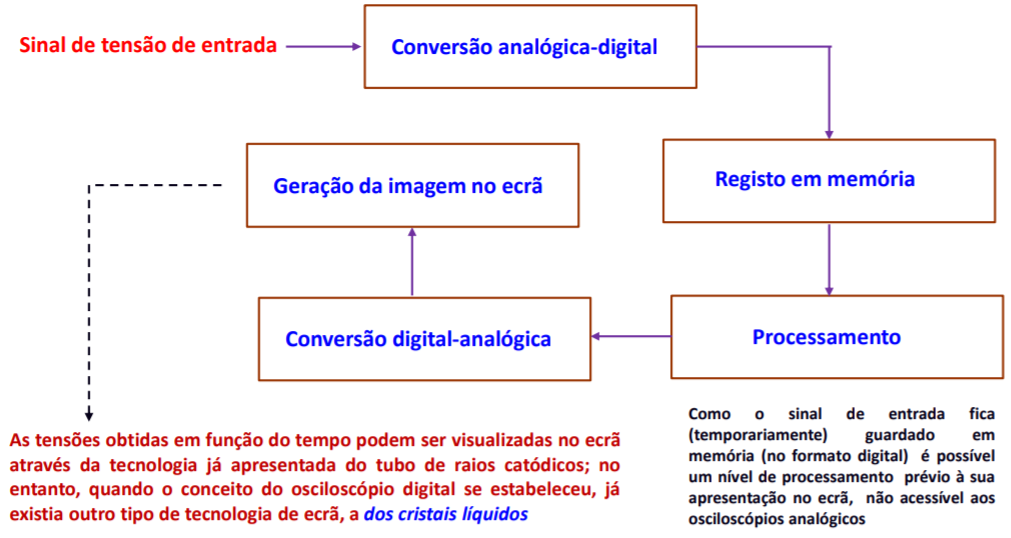 Sinal de tensão de entrada
Conversão analógica-digital
Geração da imagem no ecrã
Registo em memória
Conversão digital-analógica
Processamento
As tensões obtidas em função do tempo podem ser visualizadas no ecrã
através da tecnologia já apresentada do tubo de raios catódicos; no
entanto, quando o conceito do osciloscópio digital se estabeleceu, já
existia outro tipo de tecnologia de ecrã, a dos cristais líquidos
Como o sinal de entrada fica
(temporariamente) guardado em
memória (no formato digital) é possível
um nível de processamento prévio à sua
apresentação no ecrã, não acessível aos
osciloscópios analógicos